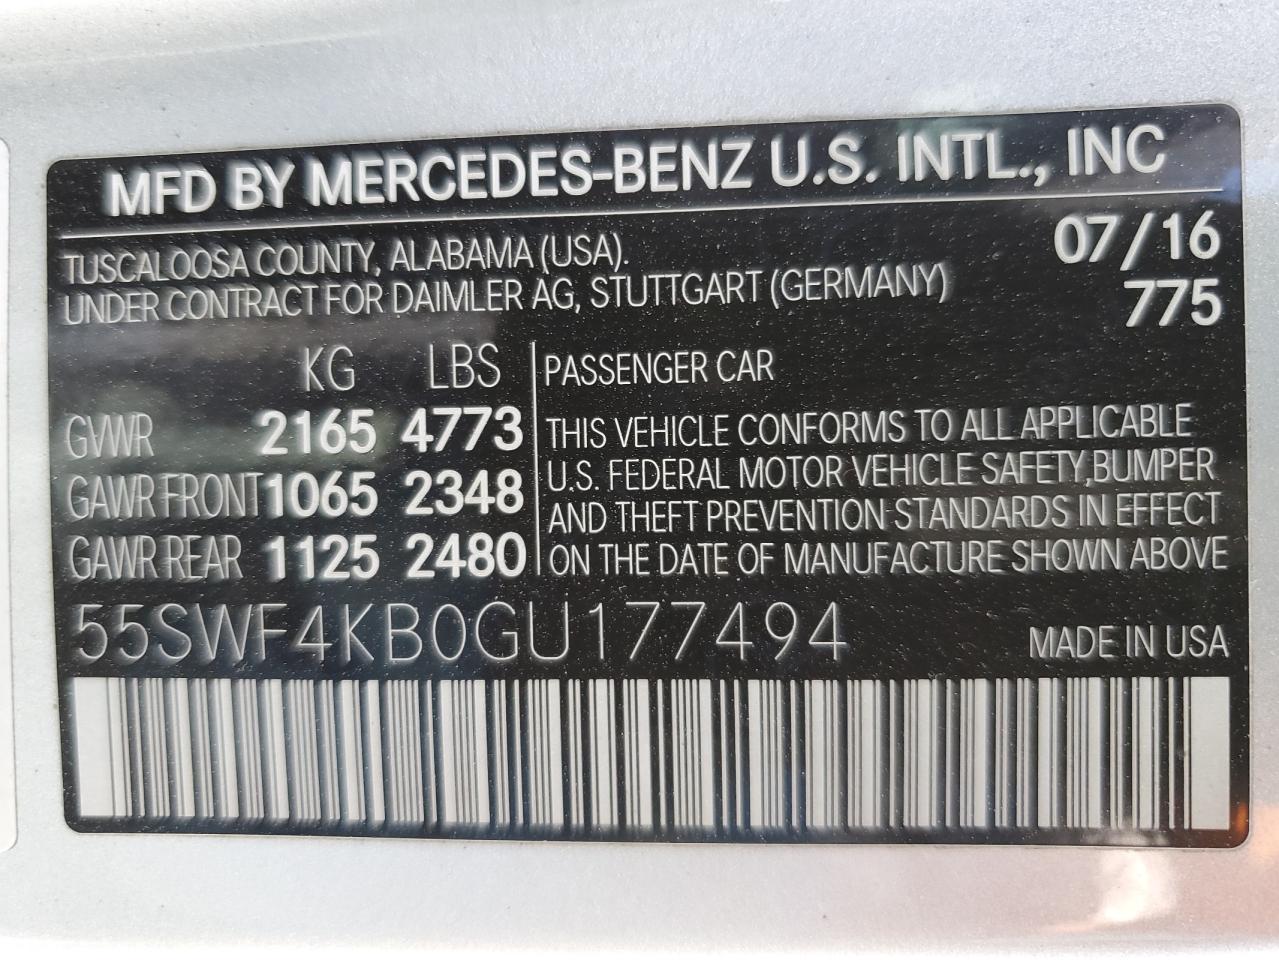 MFD BY MERCEDES-BENZ U.S. INTL., INC
TUSCALOOSA COUNTY, ALABAMA (USA). 07/16
UNDER CONTRACT FOR DAIMLER AG, STUTTGART (GERMANY) 775
KG LBS PASSENGER CAR
GVWR 2165 4773 THIS VEHICLE CONFORMS TO ALL APPLICABLE
GAWR FRONT 1065 2348 U.S. FEDERAL MOTOR VEHICLE SAFETY,BUMPER
AND THEFT PREVENTION STANDARDS IN EFFECT
GAWR REAR 1125 2480 ON THE DATE OF MANUFACTURE SHOWN ABOVE
55SWF4KB0GU177494 MADE IN USA